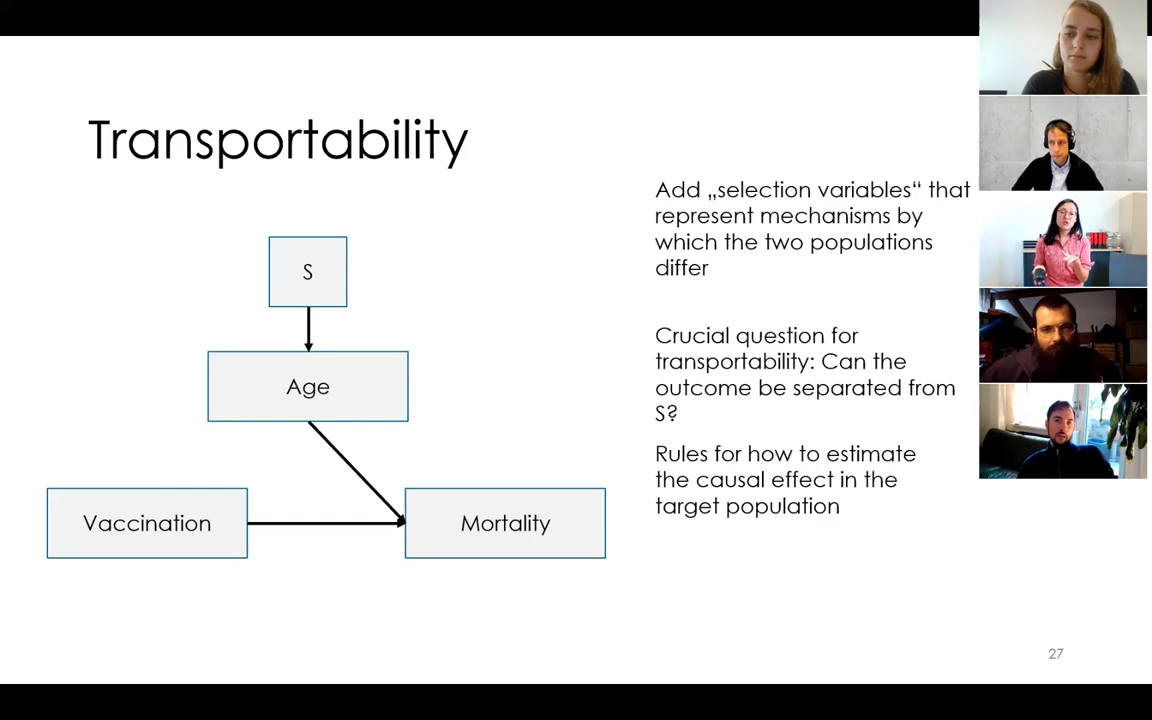 Transportability
Add „selection variables“ that
represent mechanisms by
which the two populations
differ
S
Crucial question for
transportability: Can the
outcome be separated from
S?
Age
Rules for how to estimate
the causal effect in the
target population
Vaccination
Mortality
27